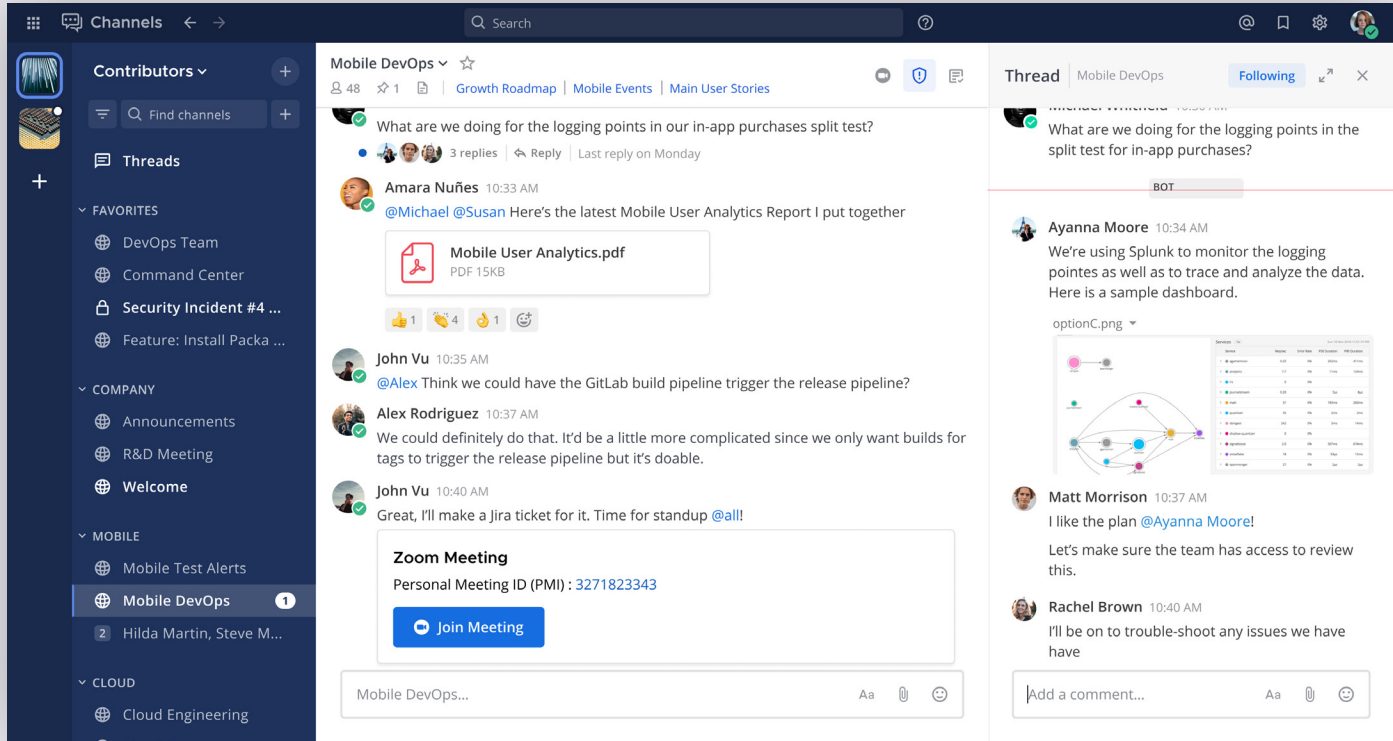 Channels
Search
Contributors
Find channels
Threads
FAVORITES
DevOps Team
Command Center
Security Incident #4 ...
Feature: Install Packa ...
COMPANY
Announcements
R&D Meeting
Welcome
MOBILE
Mobile Test Alerts
Mobile DevOps 1
2 Hilda Martin, Steve M...
CLOUD
Cloud Engineering
Mobile DevOps
48 1 Growth Roadmap Mobile Events Main User Stories
What are we doing for the logging points in our in-app purchases split test?
3 replies Reply Last reply on Monday
Amara Nuñes 10:33 AM
@Michael @Susan Here’s the latest Mobile User Analytics Report I put together
Mobile User Analytics.pdf
PDF 15KB
1 4 1
John Vu 10:35 AM
@Alex Think we could have the GitLab build pipeline trigger the release pipeline?
Alex Rodriguez 10:37 AM
We could definitely do that. It’d be a little more complicated since we only want builds for
tags to trigger the release pipeline but it’s doable.
John Vu 10:40 AM
Great, I’ll make a Jira ticket for it. Time for standup @all!
Zoom Meeting
Personal Meeting ID (PMI) : 3271823343
Join Meeting
Mobile DevOps...
Aa
Thread Mobile DevOps Following
What are we doing for the logging points in the
split test for in-app purchases?
BOT
Ayanna Moore 10:34 AM
We’re using Splunk to monitor the logging
pointes as well as to trace and analyze the data.
Here is a sample dashboard.
optionC.png
Services
Matt Morrison 10:37 AM
I like the plan @Ayanna Moore!
Let’s make sure the team has access to review
this.
Rachel Brown 10:40 AM
I’ll be on to trouble-shoot any issues we have
have
Add a comment...
Aa